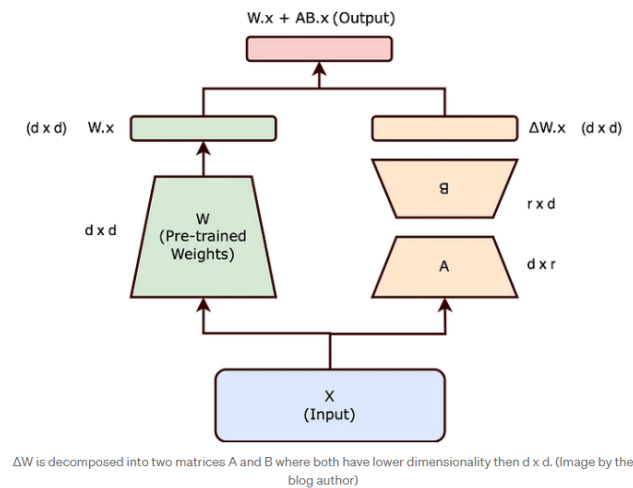 W.x + AB.x (Output)
(d x d) W.x
ΔW.x (d x d)
B
r x d
W
(Pre-trained
Weights)
d x d
A
d x r
X
(Input)
ΔW is decomposed into two matrices A and B where both have lower dimensionality then d x d. (Image by the
blog author)